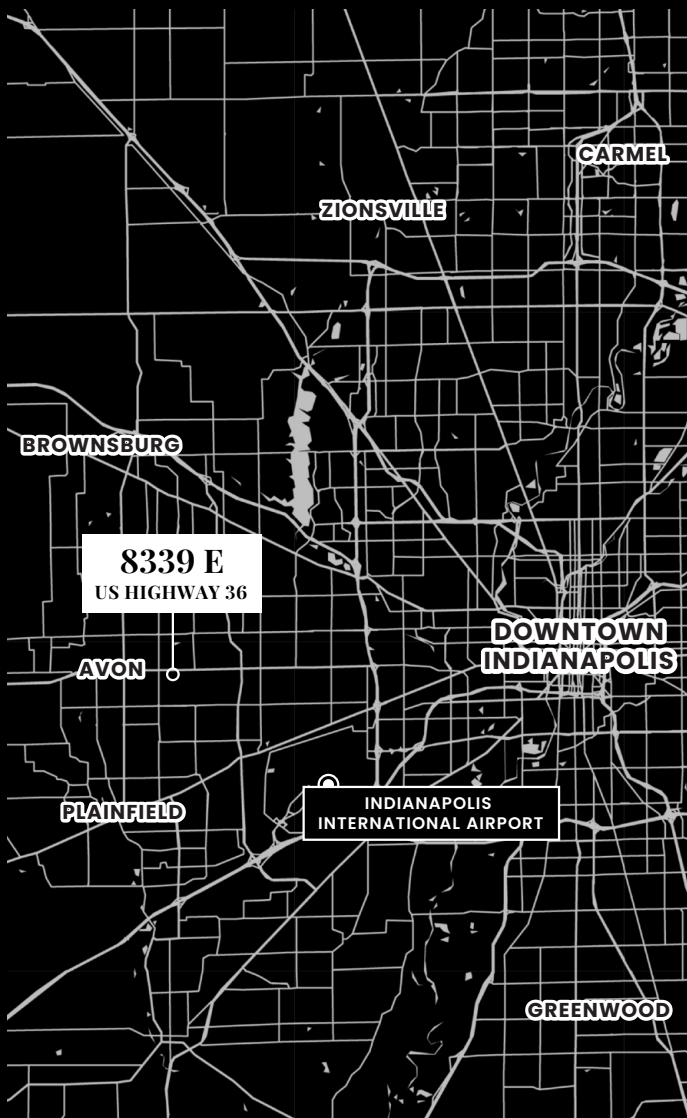 CARMEL
ZIONSVILLE
BROWNSBURG
8339 E
US HIGHWAY 36
DOWNTOWN
INDIANAPOLIS
AVON
INDIANAPOLIS
INTERNATIONAL AIRPORT
PLAINFIELD
GREENWOOD